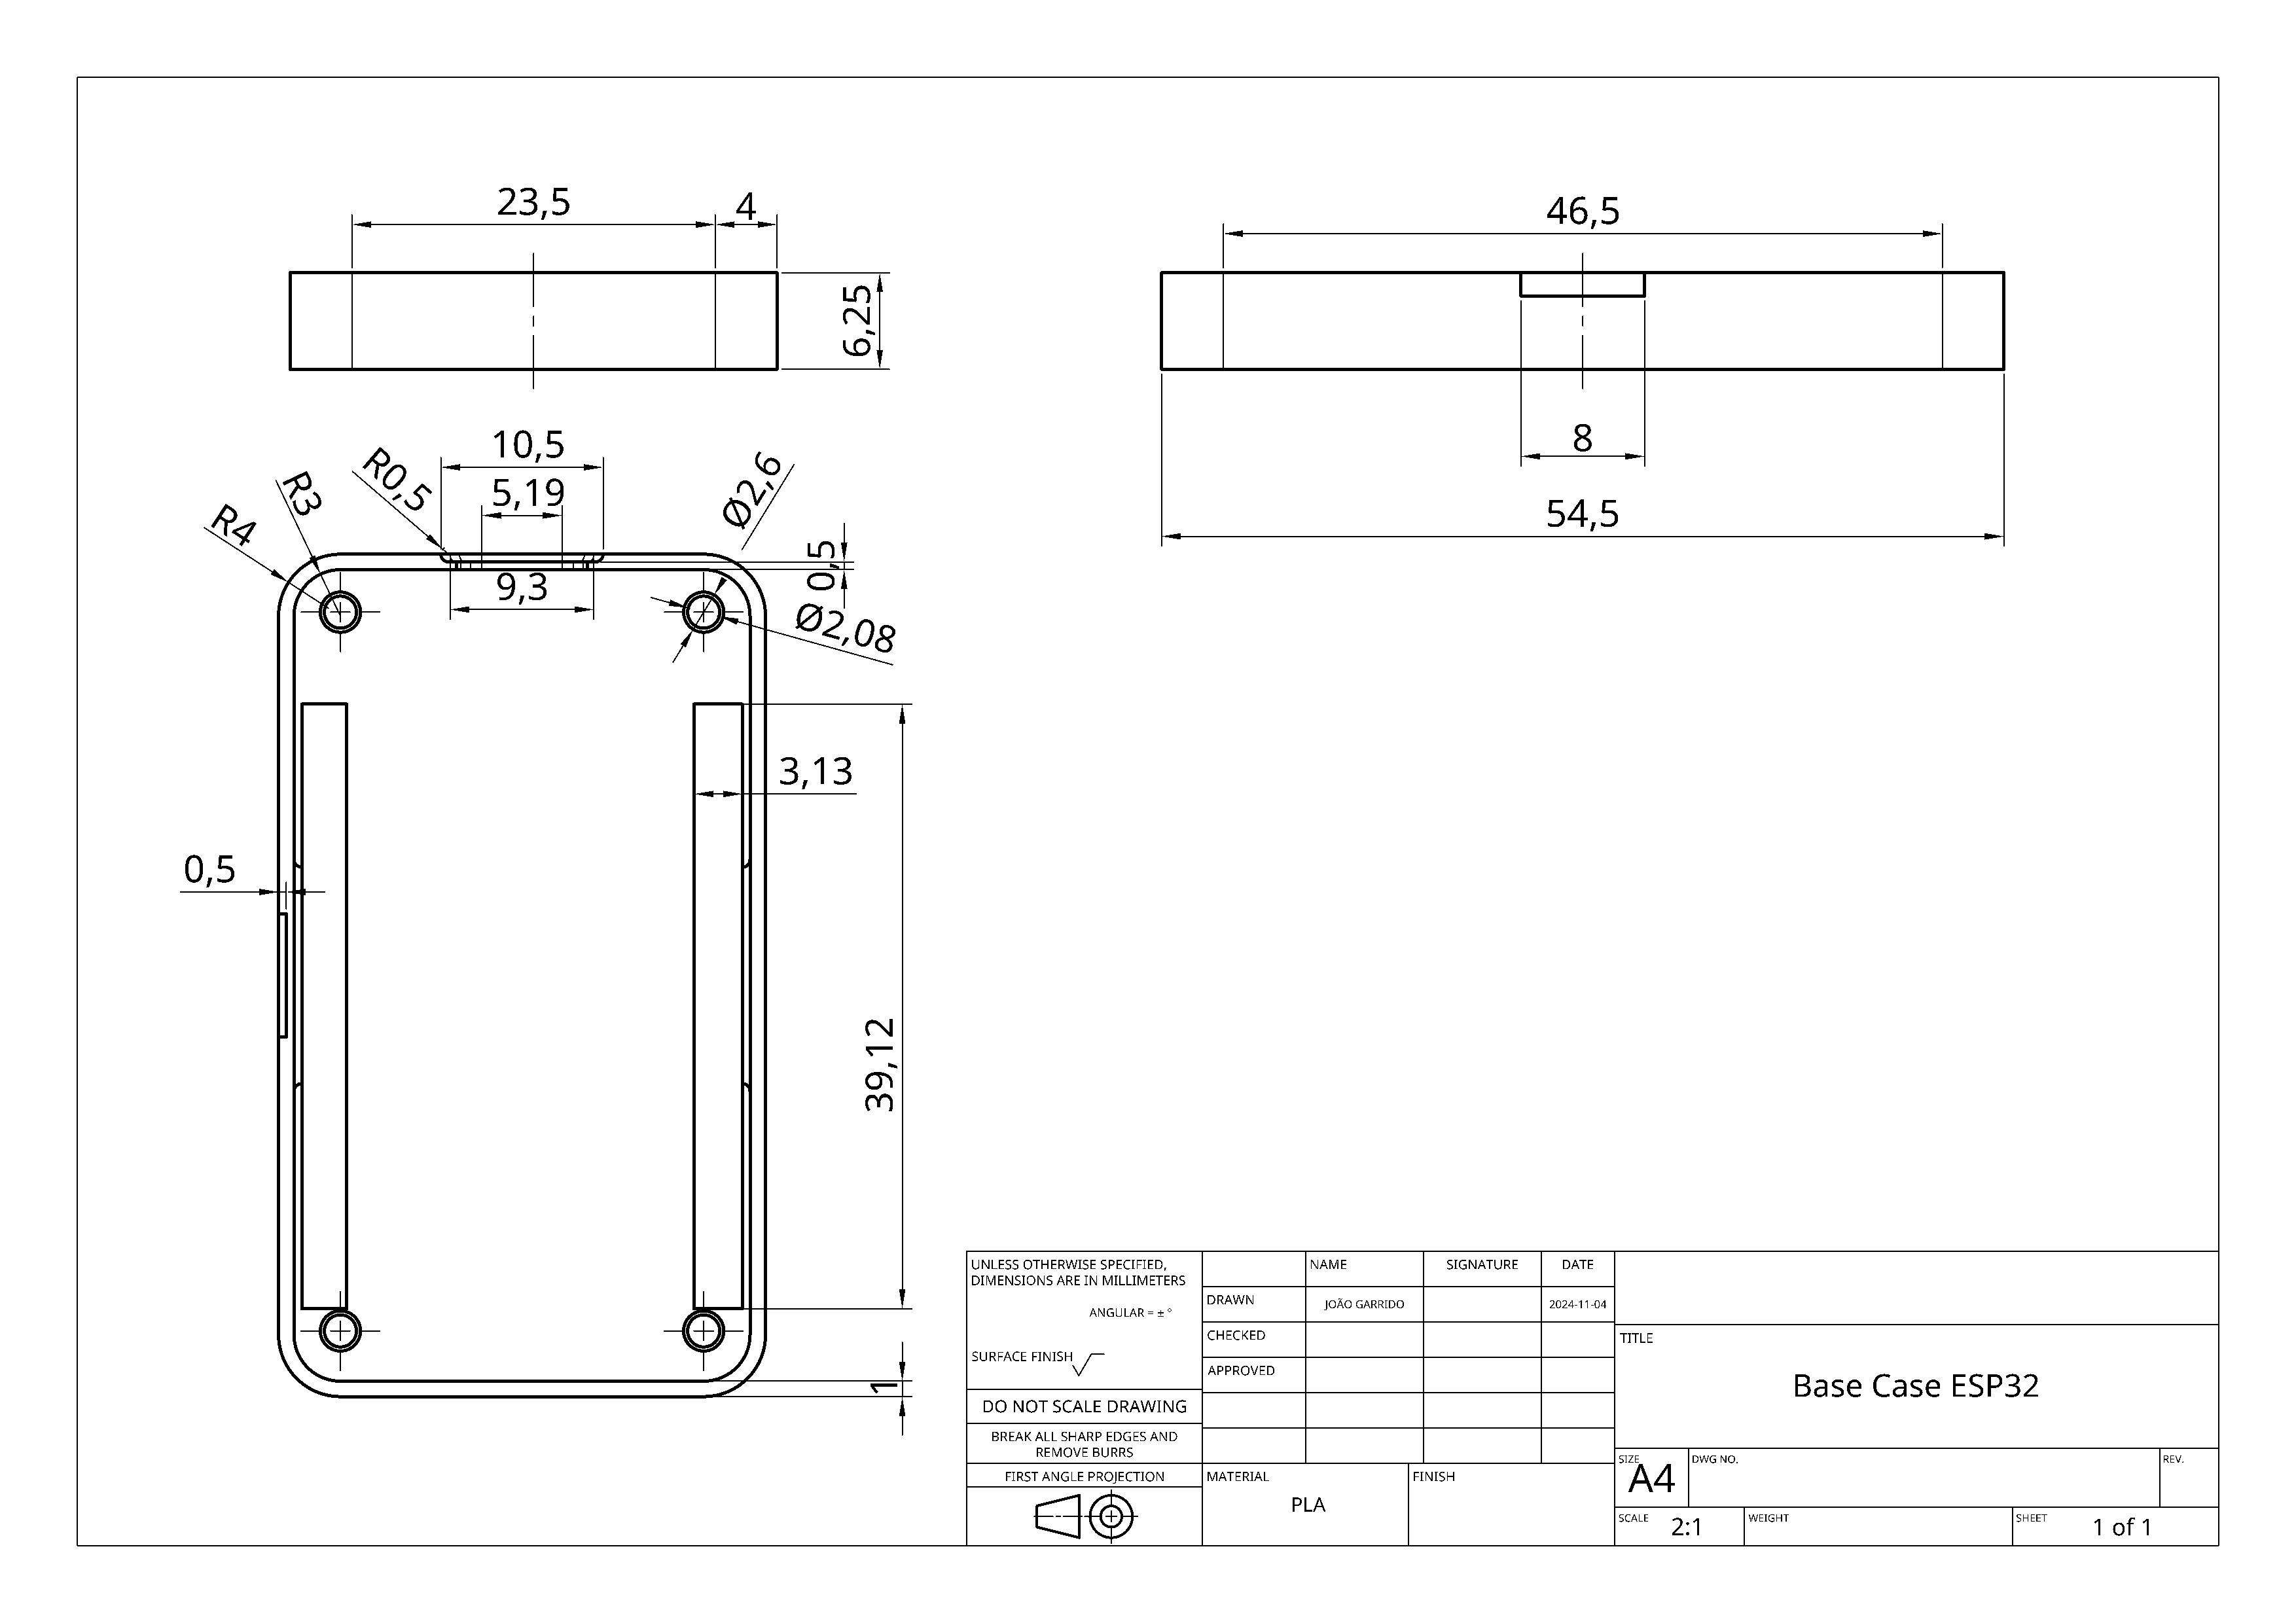 23,5
4
6,25
46,5
8
54,5
10,5
5,19
R0,5
R3
R4
Ø2,6
0,5
9,3
Ø2,08
3,13
0,5
39,12
1
UNLESS OTHERWISE SPECIFIED,
DIMENSIONS ARE IN MILLIMETERS
ANGULAR = ± °
SURFACE FINISH
DO NOT SCALE DRAWING
BREAK ALL SHARP EDGES AND
REMOVE BURRS
FIRST ANGLE PROJECTION
NAME
SIGNATURE
DATE
DRAWN
JOÃO GARRIDO
2024-11-04
CHECKED
APPROVED
MATERIAL
PLA
FINISH
TITLE
Base Case ESP32
SIZE
A4
DWG NO.
REV.
SCALE
2:1
WEIGHT
SHEET
1 of 1